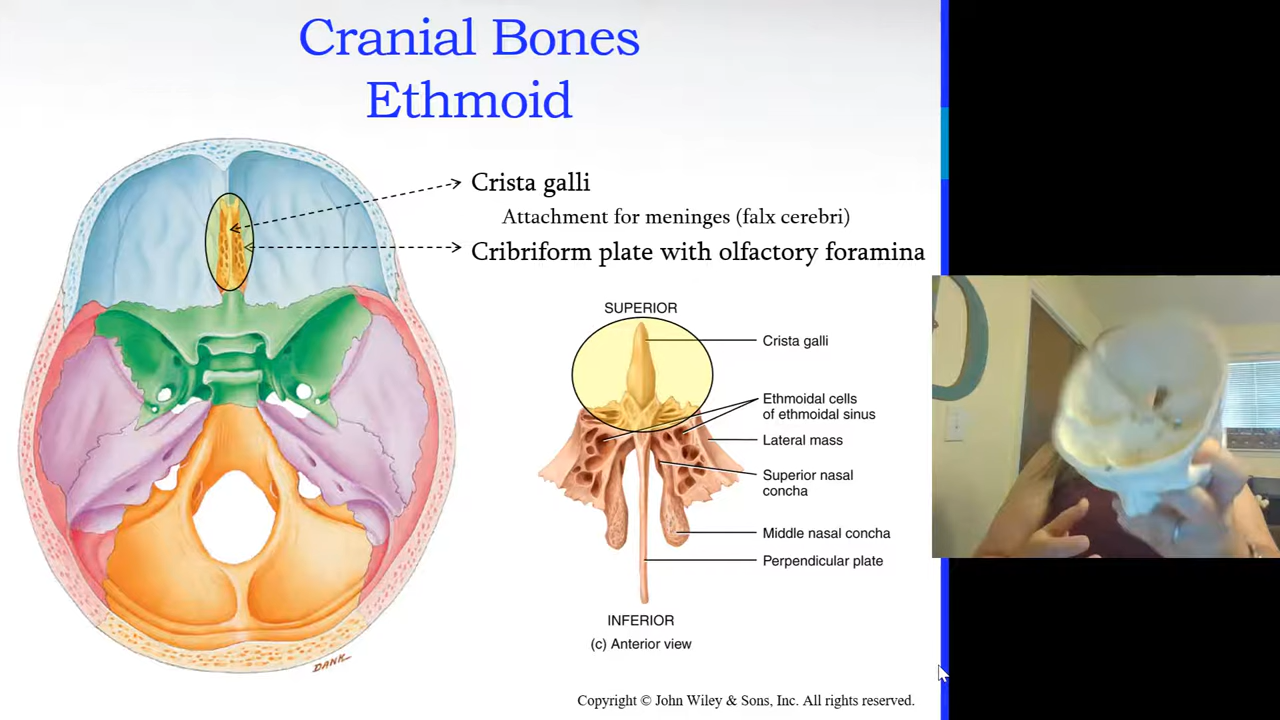 Cranial Bones
Ethmoid
Crista galli
Attachment for meninges (falx cerebri)
Cribriform plate with olfactory foramina
SUPERIOR
Crista galli
Ethmoidal cells
of ethmoidal sinus
Lateral mass
Superior nasal
concha
Middle nasal concha
Perpendicular plate
INFERIOR
(c) Anterior view
DANK
Copyright © John Wiley & Sons, Inc. All rights reserved.